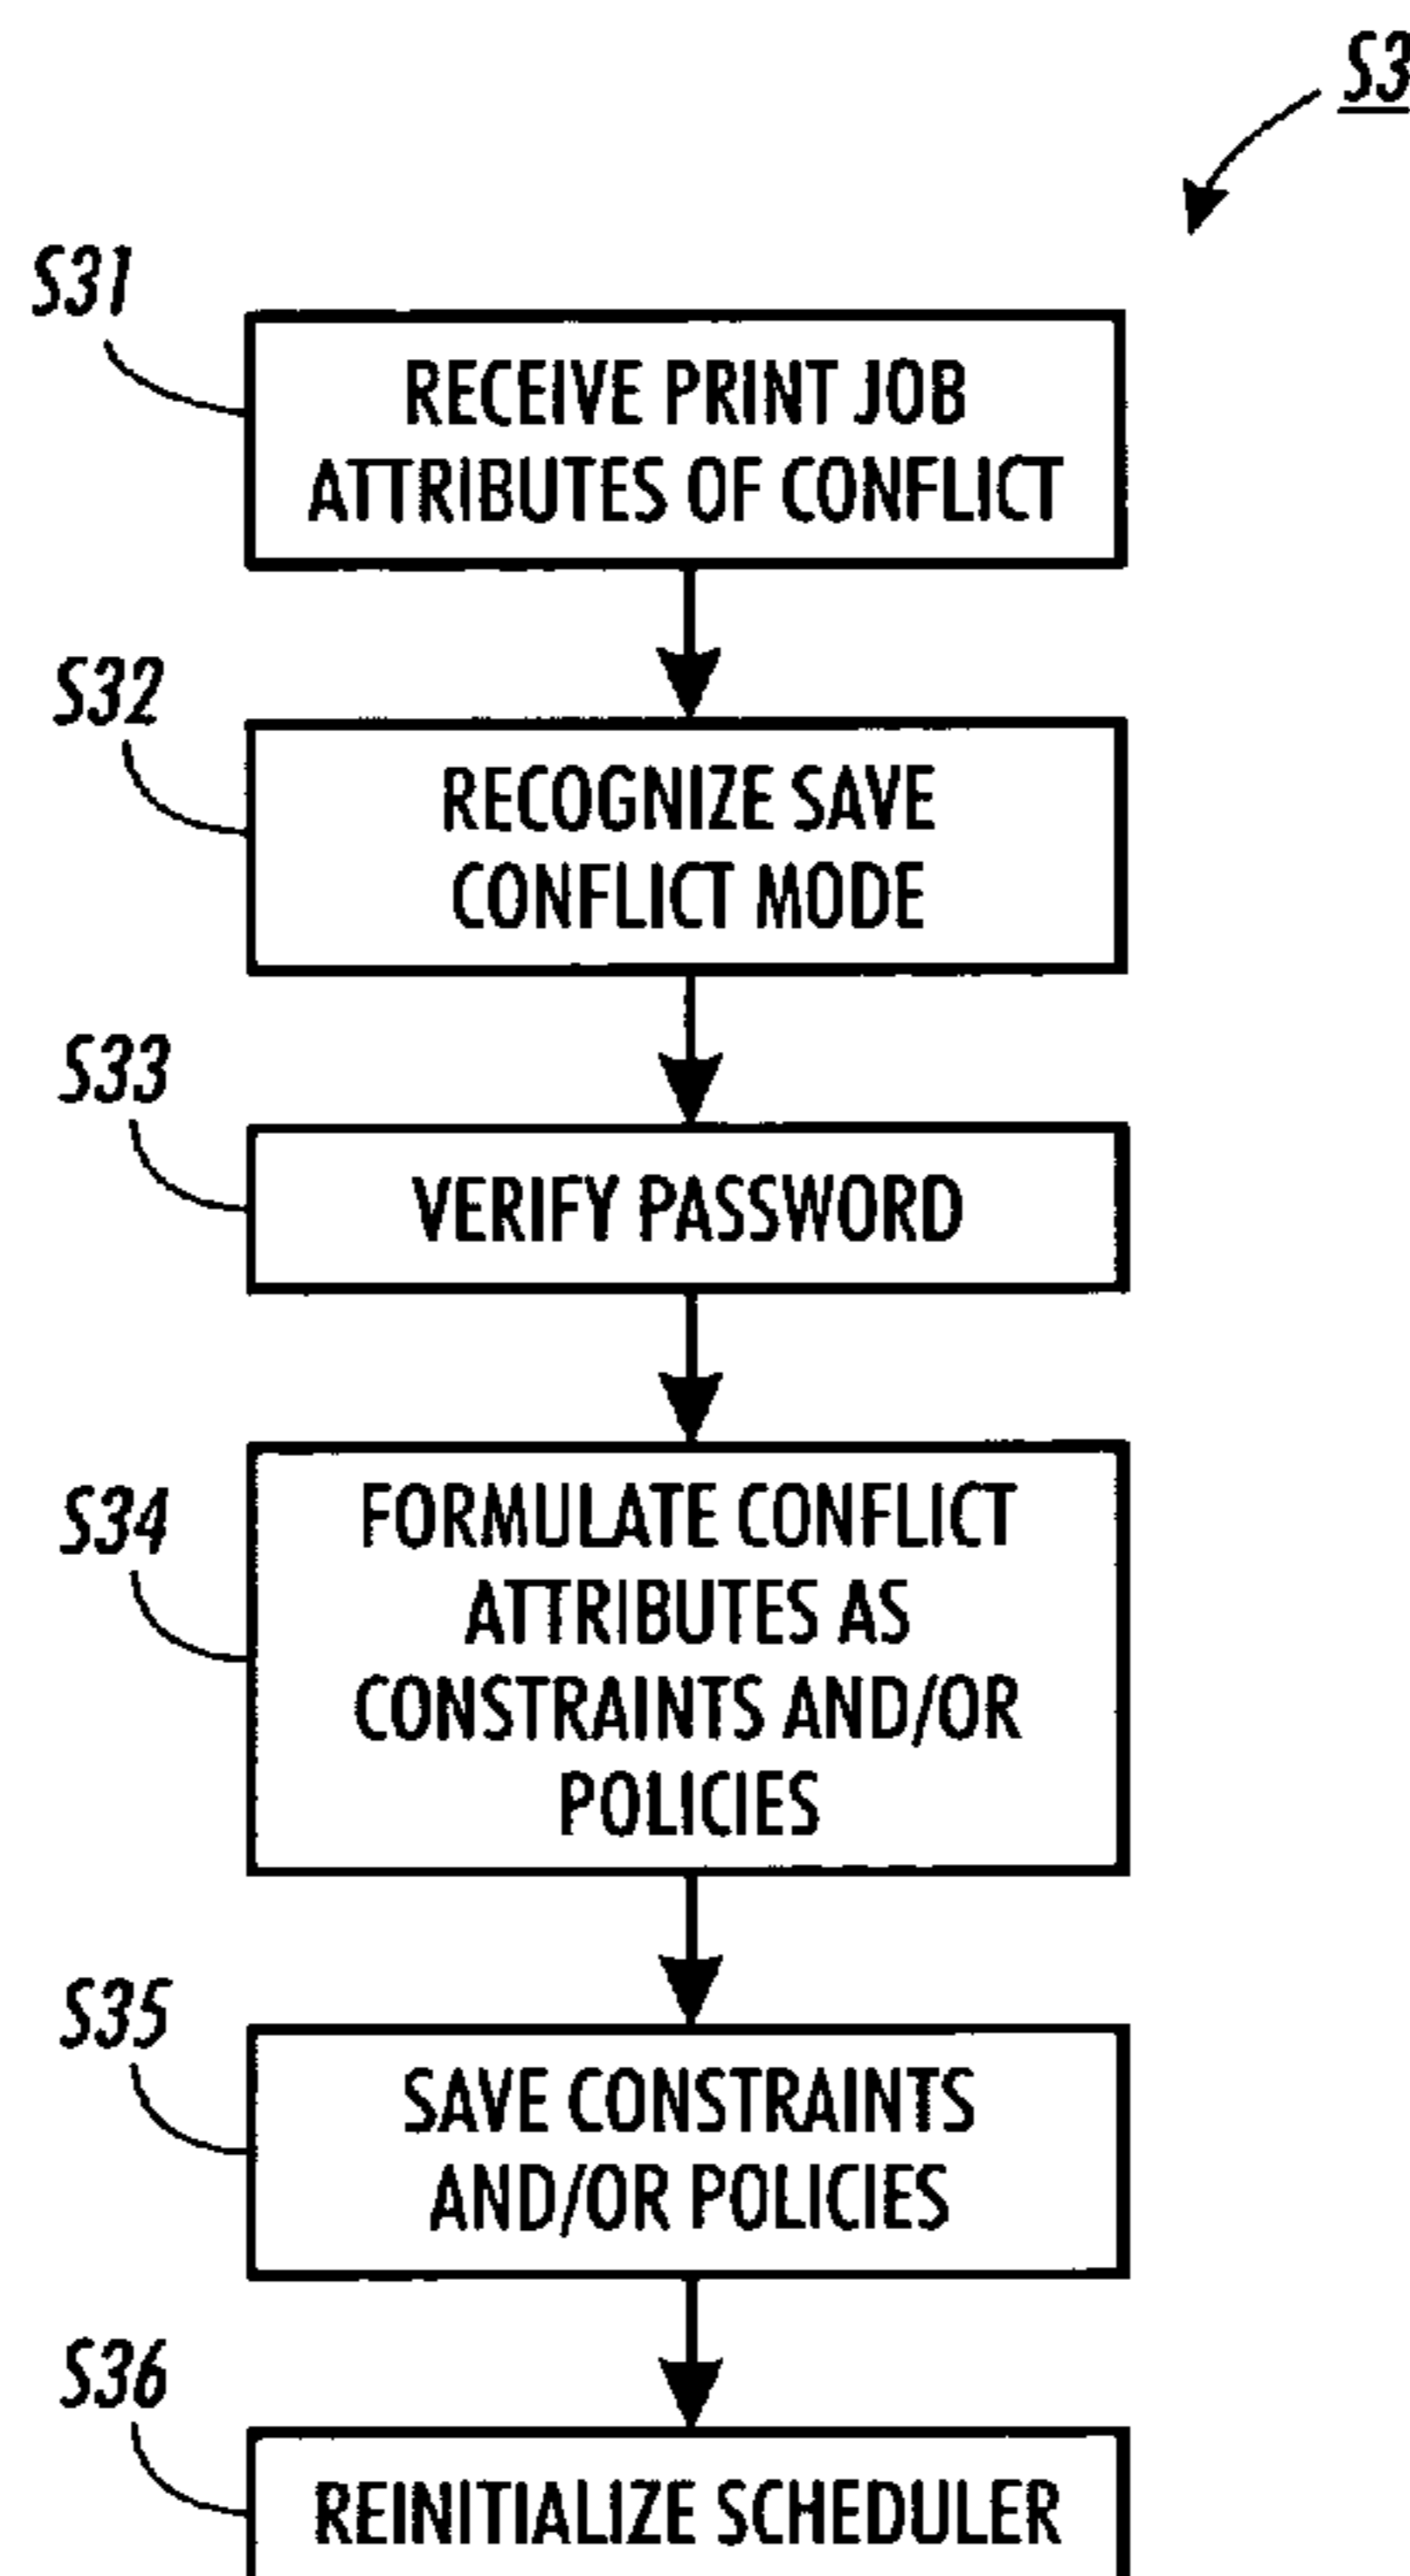 S3
S31
RECEIVE PRINT JOB
ATTRIBUTES OF CONFLICT
S32
RECOGNIZE SAVE
CONFLICT MODE
S33
VERIFY PASSWORD
S34
FORMULATE CONFLICT
ATTRIBUTES AS
CONSTRAINTS AND/OR
POLICIES
S35
SAVE CONSTRAINTS
AND/OR POLICIES
S36
REINITIALIZE SCHEDULER